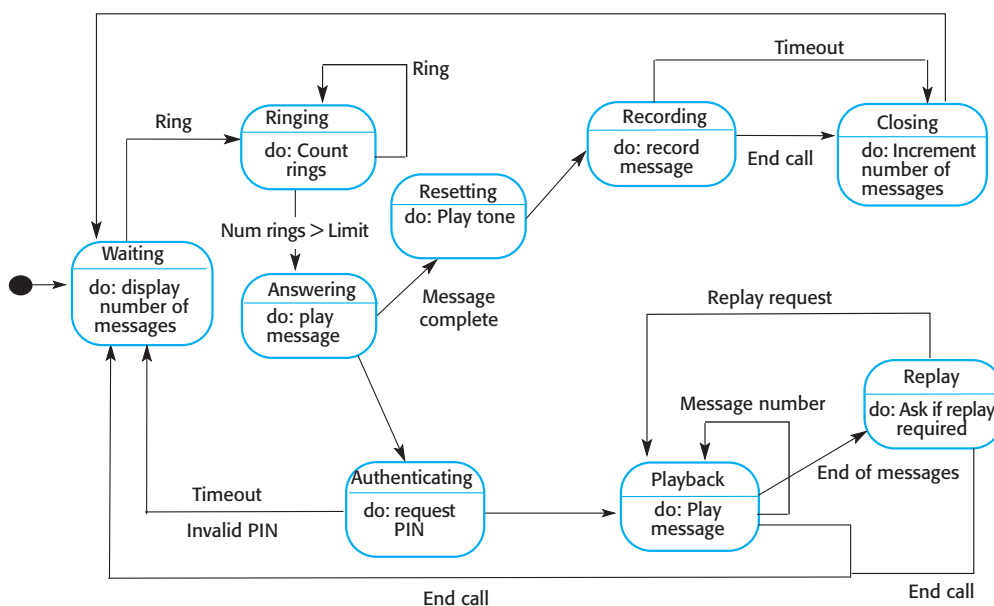 Timeout
Ring
Ring
Ringing
do: Count
rings
Recording
do: record
message
End call
Closing
do: Increment
number of
messages
Resetting
do: Play tone
Num rings > Limit
Waiting
do: display
number of
messages
Answering
do: play
message
Message
complete
Replay request
Replay
do: Ask if replay
required
Message number
End of messages
Authenticating
do: request
PIN
Playback
do: Play
message
Timeout
Invalid PIN
End call
End call